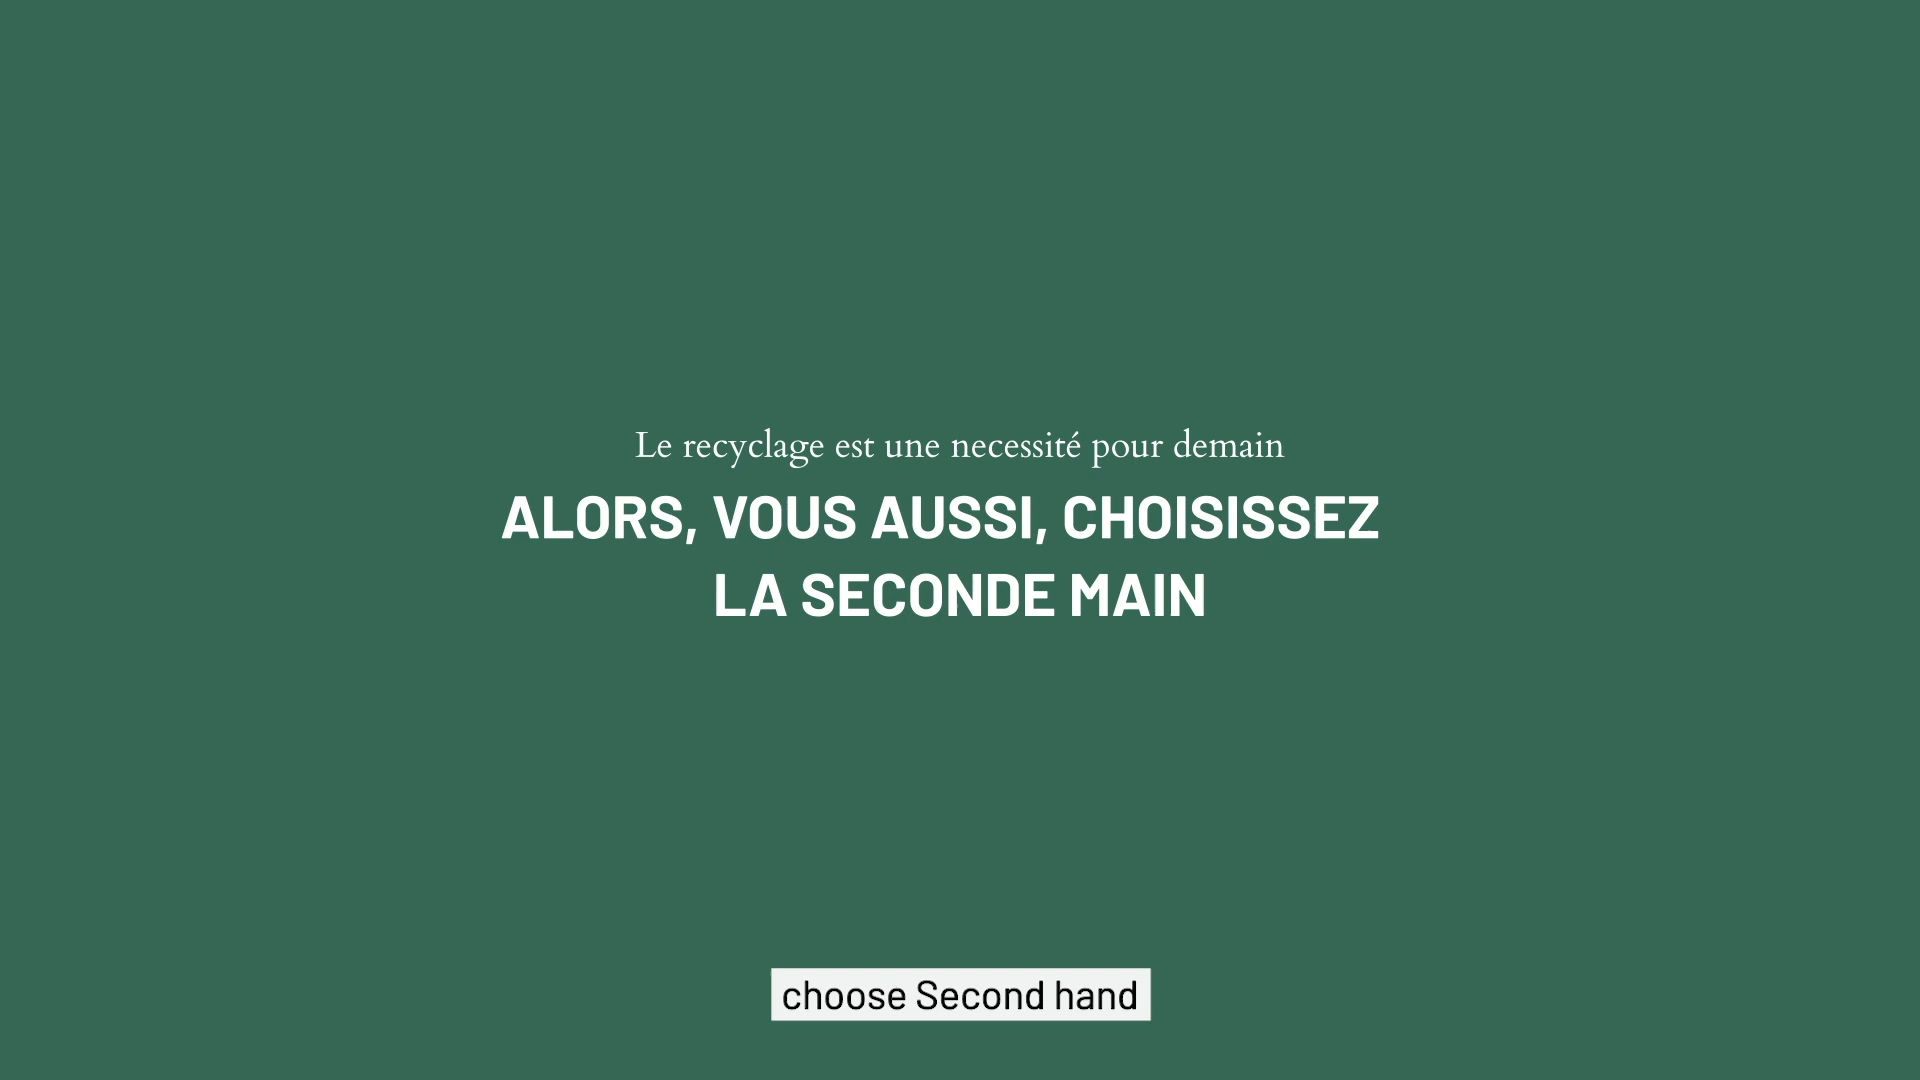 Le recyclage est une necessité pour demain
ALORS, VOUS AUSSI, CHOISISSEZ
LA SECONDE MAIN
choose Second hand